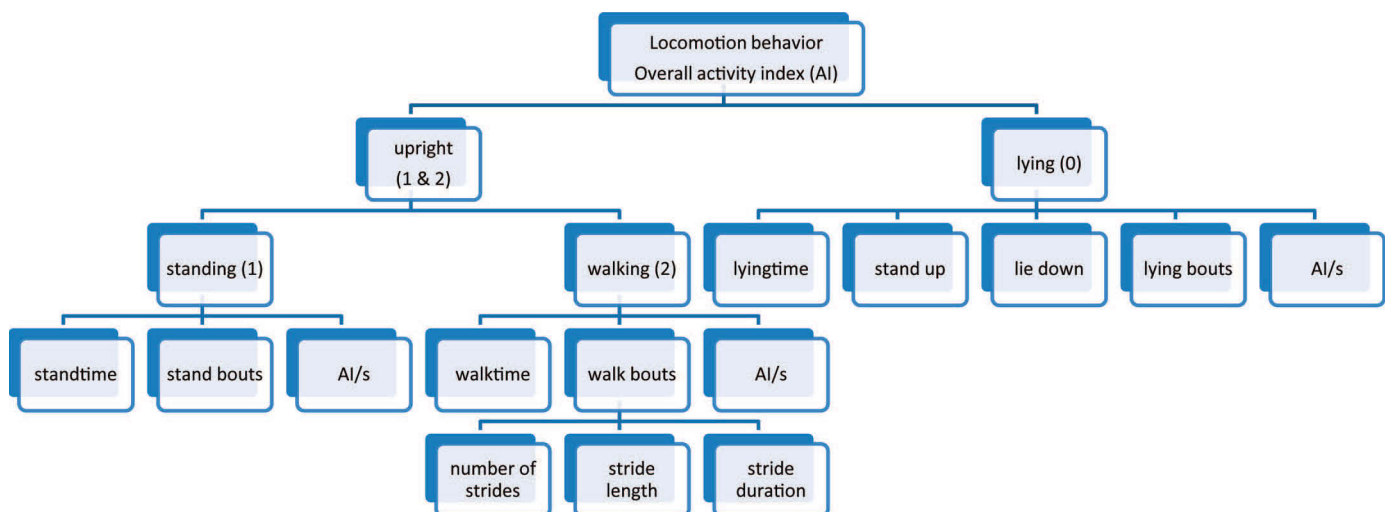 Locomotion behavior
Overall activity index (AI)
upright
(1 & 2)
lying (0)
standing (1)
walking (2)
lyingtime
stand up
lie down
lying bouts
AI/s
standtime
stand bouts
AI/s
walktime
walk bouts
AI/s
number of
strides
stride
length
stride
duration